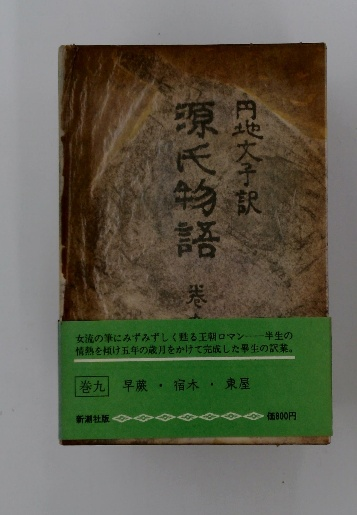 円地文子訳
源氏物語
巻九
女流の筆にみずみずしく甦る王朝ロマン――半生の
情熱を傾け五年の歳月をかけて完成した畢生の訳業。
巻九 早蕨・宿木・東屋
新潮社版 価800円